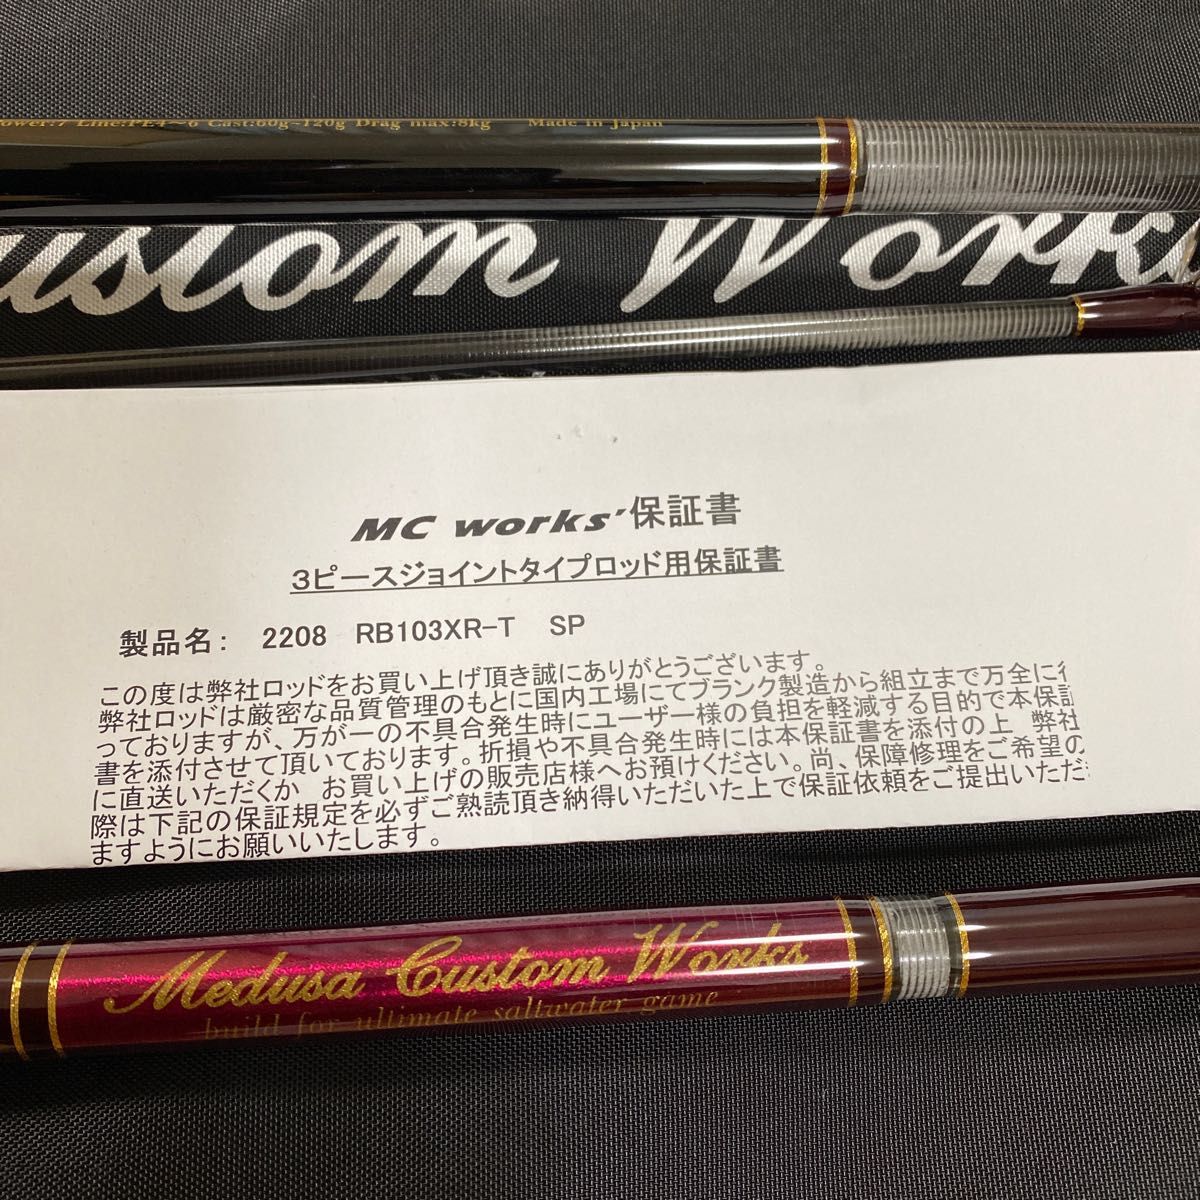 Power:7 Line:PE4～6 Cast:60g~120g Drag max:8kg Made in Japan
Custom Works
MC works'保証書
３ピースジョイントタイプロッド用保証書
製品名： 2208 RB103XR-T SP
この度は弊社ロッドをお買い上げ頂き誠にありがとうございます。
弊社ロッドは厳密な品質管理のもとに国内工場にてブランク製造から組立まで万全に行
っておりますが、万が一の不具合発生時にユーザー様の負担を軽減する目的で本保証
書を添付させて頂いております。折損や不具合発生時には本保証書を添付の上、弊社
に直送いただくか お買い上げの販売店様へお預けください。尚、保障修理をご希望の
際は下記の保証規定を必ずご熟読頂き納得いただいた上で保証依頼をご提出いただき
ますようにお願いいたします。
Medusa Custom Works
build for ultimate saltwater game